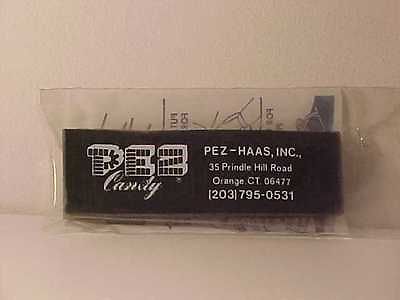 PEZ
Candy
PEZ-HAAS, INC.,
35 Prindle Hill Road
Orange, CT. 06477
(203) 795-0531